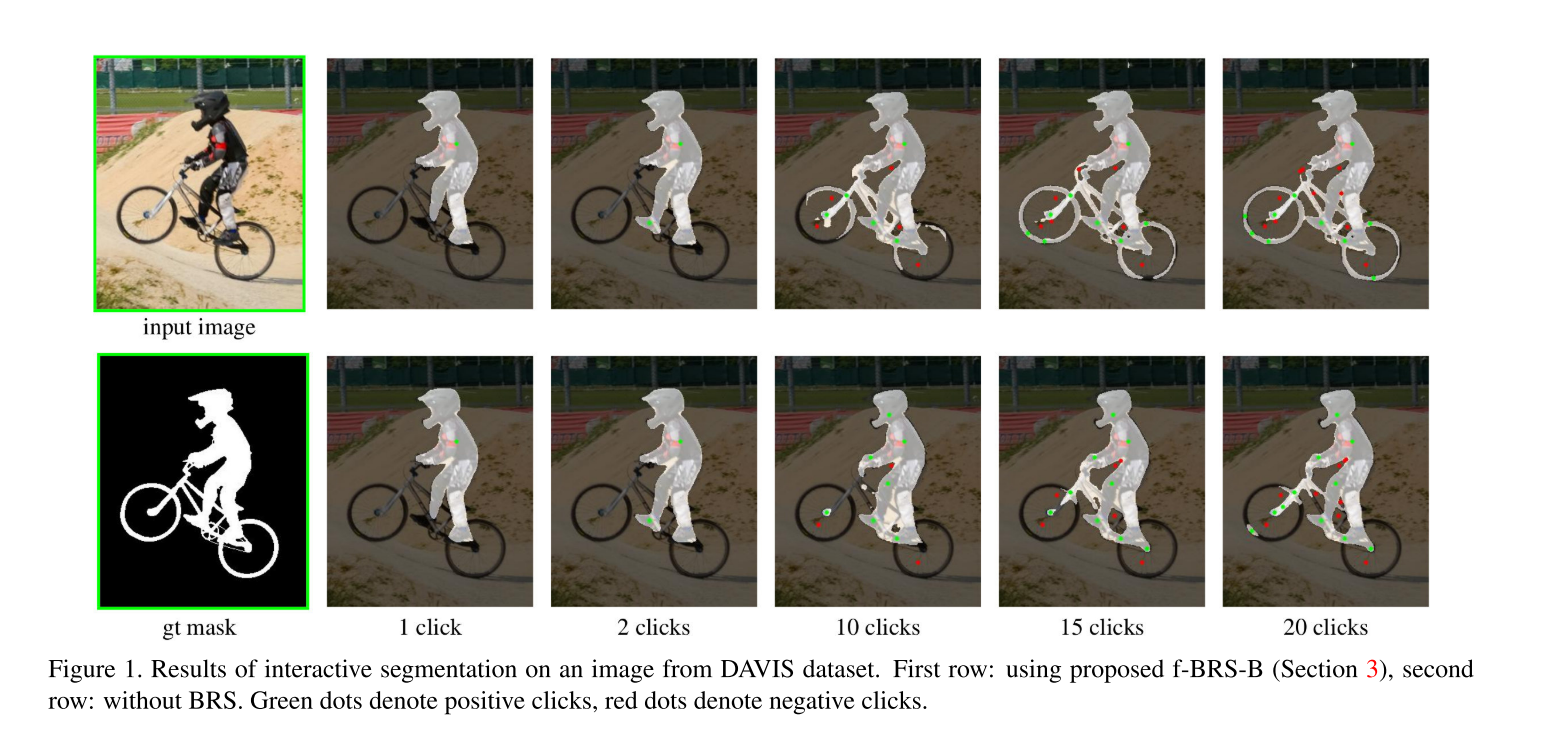 input image
gt mask
1 click
2 clicks
10 clicks
15 clicks
20 clicks
Figure 1. Results of interactive segmentation on an image from DAVIS dataset. First row: using proposed f-BRS-B (Section 3), second
row: without BRS. Green dots denote positive clicks, red dots denote negative clicks.